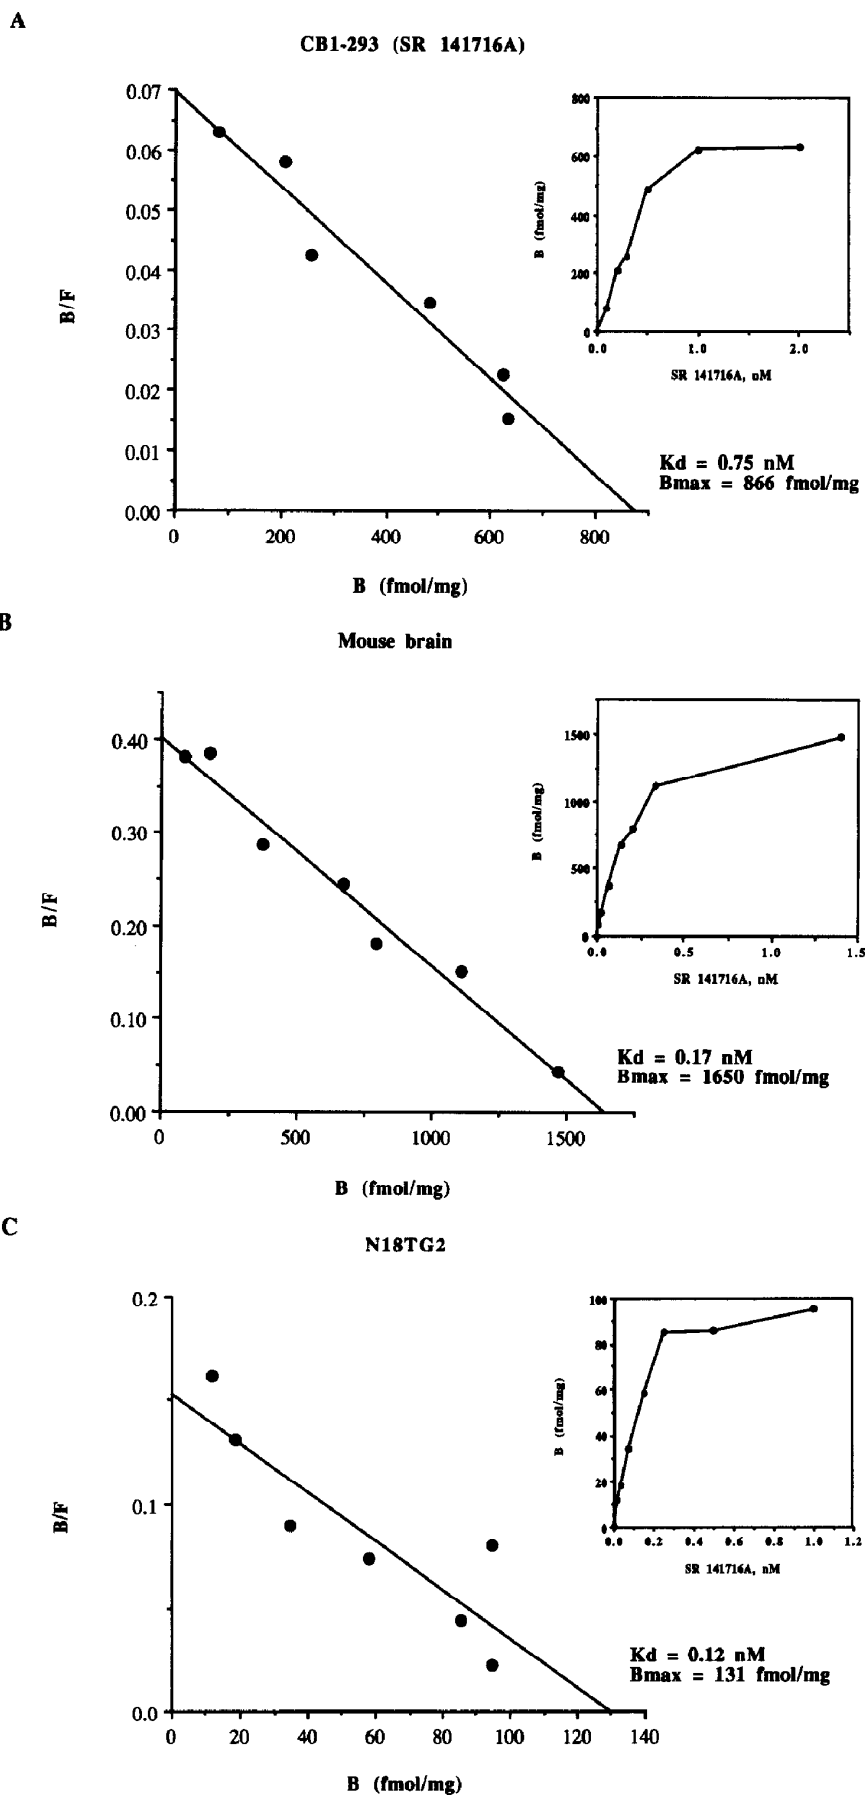 A
CB1-293 (SR 141716A)
0.07
0.06
0.05
0.04
0.03
0.02
0.01
0.00
B/F
0 200 400 600 800
B (fmol/mg)
800
600
400
200
0
B (fmol/mg)
0.0 1.0 2.0
SR 141716A, nM
Kd = 0.75 nM
Bmax = 866 fmol/mg
B
Mouse brain
0.40
0.30
0.20
0.10
0.00
B/F
0 500 1000 1500
B (fmol/mg)
1500
1000
500
0
B (fmol/mg)
0.0 0.5 1.0 1.5
SR 141716A, nM
Kd = 0.17 nM
Bmax = 1650 fmol/mg
C
N18TG2
0.2
0.1
0.0
B/F
0 20 40 60 80 100 120 140
B (fmol/mg)
100
80
60
40
20
0
B (fmol/mg)
0.0 0.2 0.4 0.6 0.8 1.0 1.2
SR 141716A, nM
Kd = 0.12 nM
Bmax = 131 fmol/mg